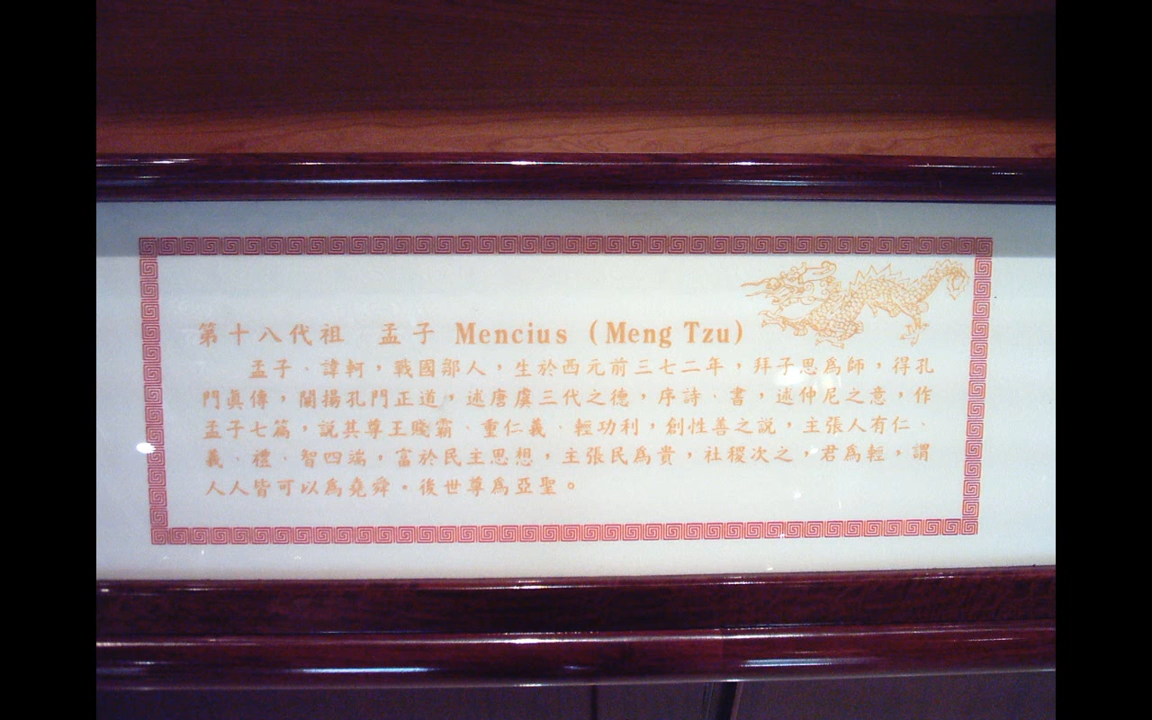 第十八代祖　孟子 Mencius (Meng Tzu)
孟子、諱軻，戰國鄒人，生於西元前三七二年，拜子思為師，得孔
門真傳，闡揚孔門正道，述唐虞三代之德，序詩、書，述仲尼之意，作
孟子七篇，說其尊王賤霸、重仁義、輕功利，創性善之說，主張人有仁、
義、禮、智四端，富於民主思想，主張民為貴，社稷次之，君為輕，謂
人人皆可以為堯舜。後世尊為亞聖。